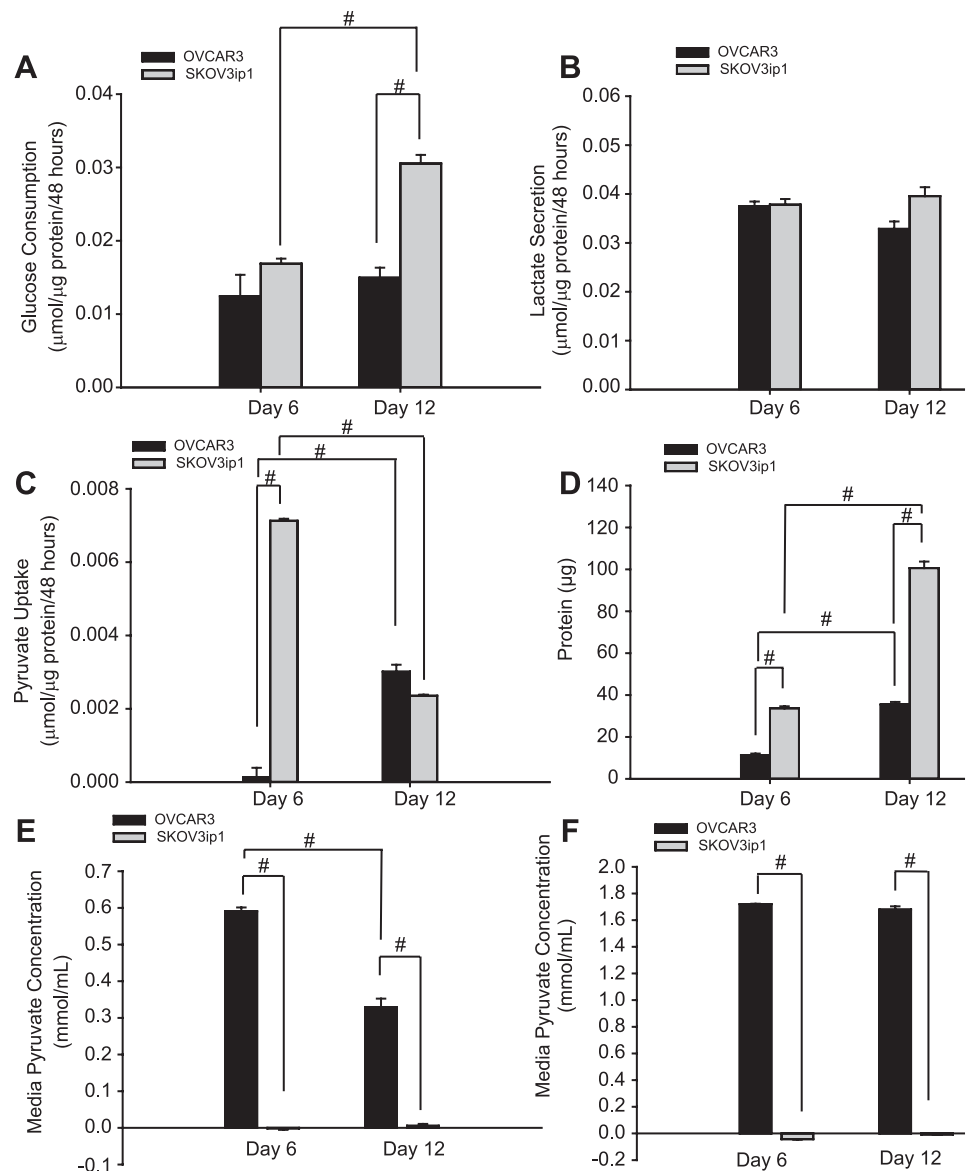 A
OVCAR3
SKOV3ip1
#
#
0.04
0.03
0.02
0.01
0.00
Glucose Consumption
(μmol/μg protein/48 hours)
Day 6
Day 12
B
OVCAR3
SKOV3ip1
0.06
0.05
0.04
0.03
0.02
0.01
0.00
Lactate Secretion
(μmol/μg protein/48 hours)
Day 6
Day 12
C
OVCAR3
SKOV3ip1
#
#
#
0.008
0.006
0.004
0.002
0.000
Pyruvate Uptake
(μmol/μg protein/48 hours)
Day 6
Day 12
D
OVCAR3
SKOV3ip1
#
#
#
#
140
120
100
80
60
40
20
0
Protein (μg)
Day 6
Day 12
E
OVCAR3
SKOV3ip1
#
#
#
0.7
0.6
0.5
0.4
0.3
0.2
0.1
0.0
-0.1
Media Pyruvate Concentration
(mmol/mL)
Day 6
Day 12
F
OVCAR3
SKOV3ip1
#
#
2.0
1.8
1.6
1.4
1.2
1.0
0.8
0.6
0.4
0.2
0.0
-0.2
Media Pyruvate Concentration
(mmol/mL)
Day 6
Day 12